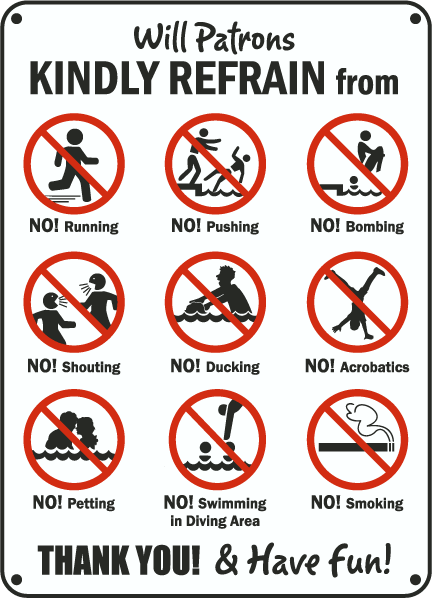 Will Patrons
KINDLY REFRAIN from
NO! Running
NO! Pushing
NO! Bombing
NO! Shouting
NO! Ducking
NO! Acrobatics
NO! Petting
NO! Swimming
in Diving Area
NO! Smoking
THANK YOU! & Have fun!